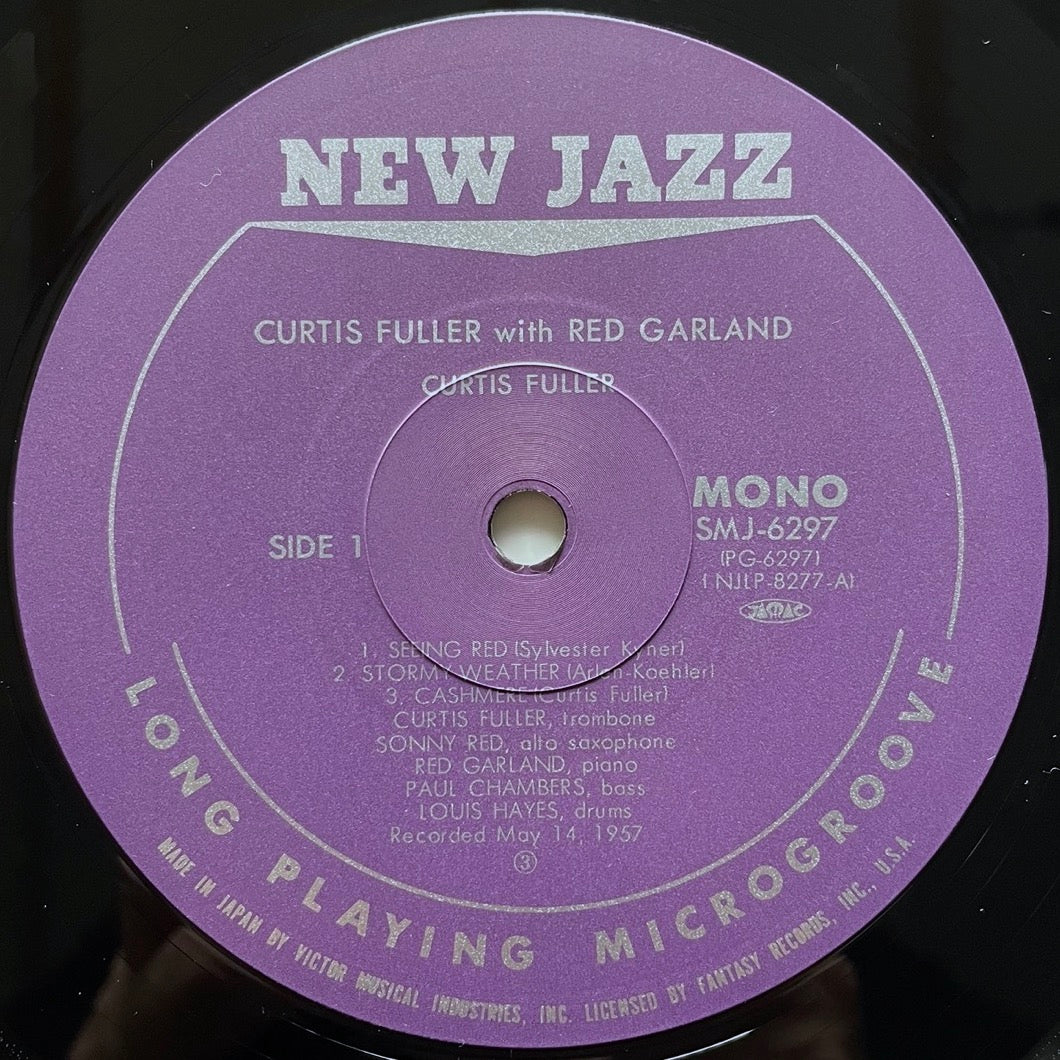 NEW JAZZ
CURTIS FULLER with RED GARLAND
CURTIS FULLER
SIDE 1
MONO
SMJ-6297
(PG-6297)
(NJLP-8277-A)
JASRAC
1. SEEING RED (Sylvester Kyner)
2. STORMY WEATHER (Arlen-Koehler)
3. CASHMERE (Curtis Fuller)
CURTIS FULLER, trombone
SONNY RED, alto saxophone
RED GARLAND, piano
PAUL CHAMBERS, bass
LOUIS HAYES, drums
Recorded May 14, 1957
③
LONG PLAYING MICROGROOVE
MADE IN JAPAN BY VICTOR MUSICAL INDUSTRIES, INC. LICENSED BY FANTASY RECORDS, INC., U.S.A.